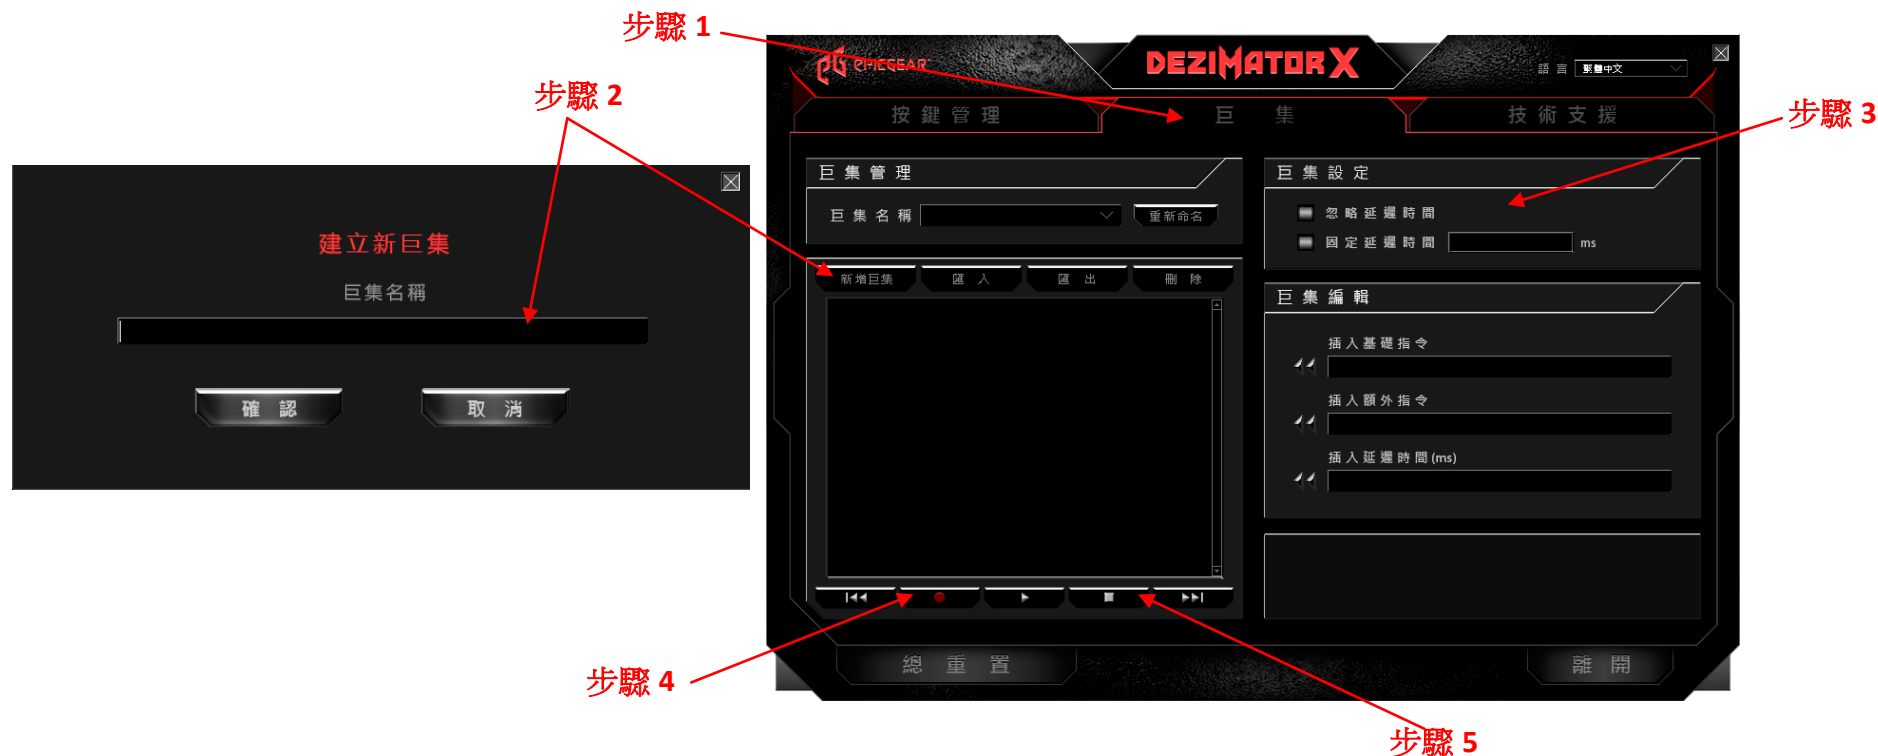 步驟 1
步驟 2
步驟 3
EPICGEAR
DEZIMATOR X
語言 繁體中文
按鍵管理
巨 集
技術支援
建立新巨集
巨集名稱
確 認
取 消
巨集管理
巨集名稱
重新命名
新增巨集
匯 入
匯 出
刪 除
巨集設定
忽略延遲時間
固定延遲時間 ms
巨集編輯
插入基礎指令
插入額外指令
插入延遲時間(ms)
步驟 4
總 重 置
離 開
步驟 5